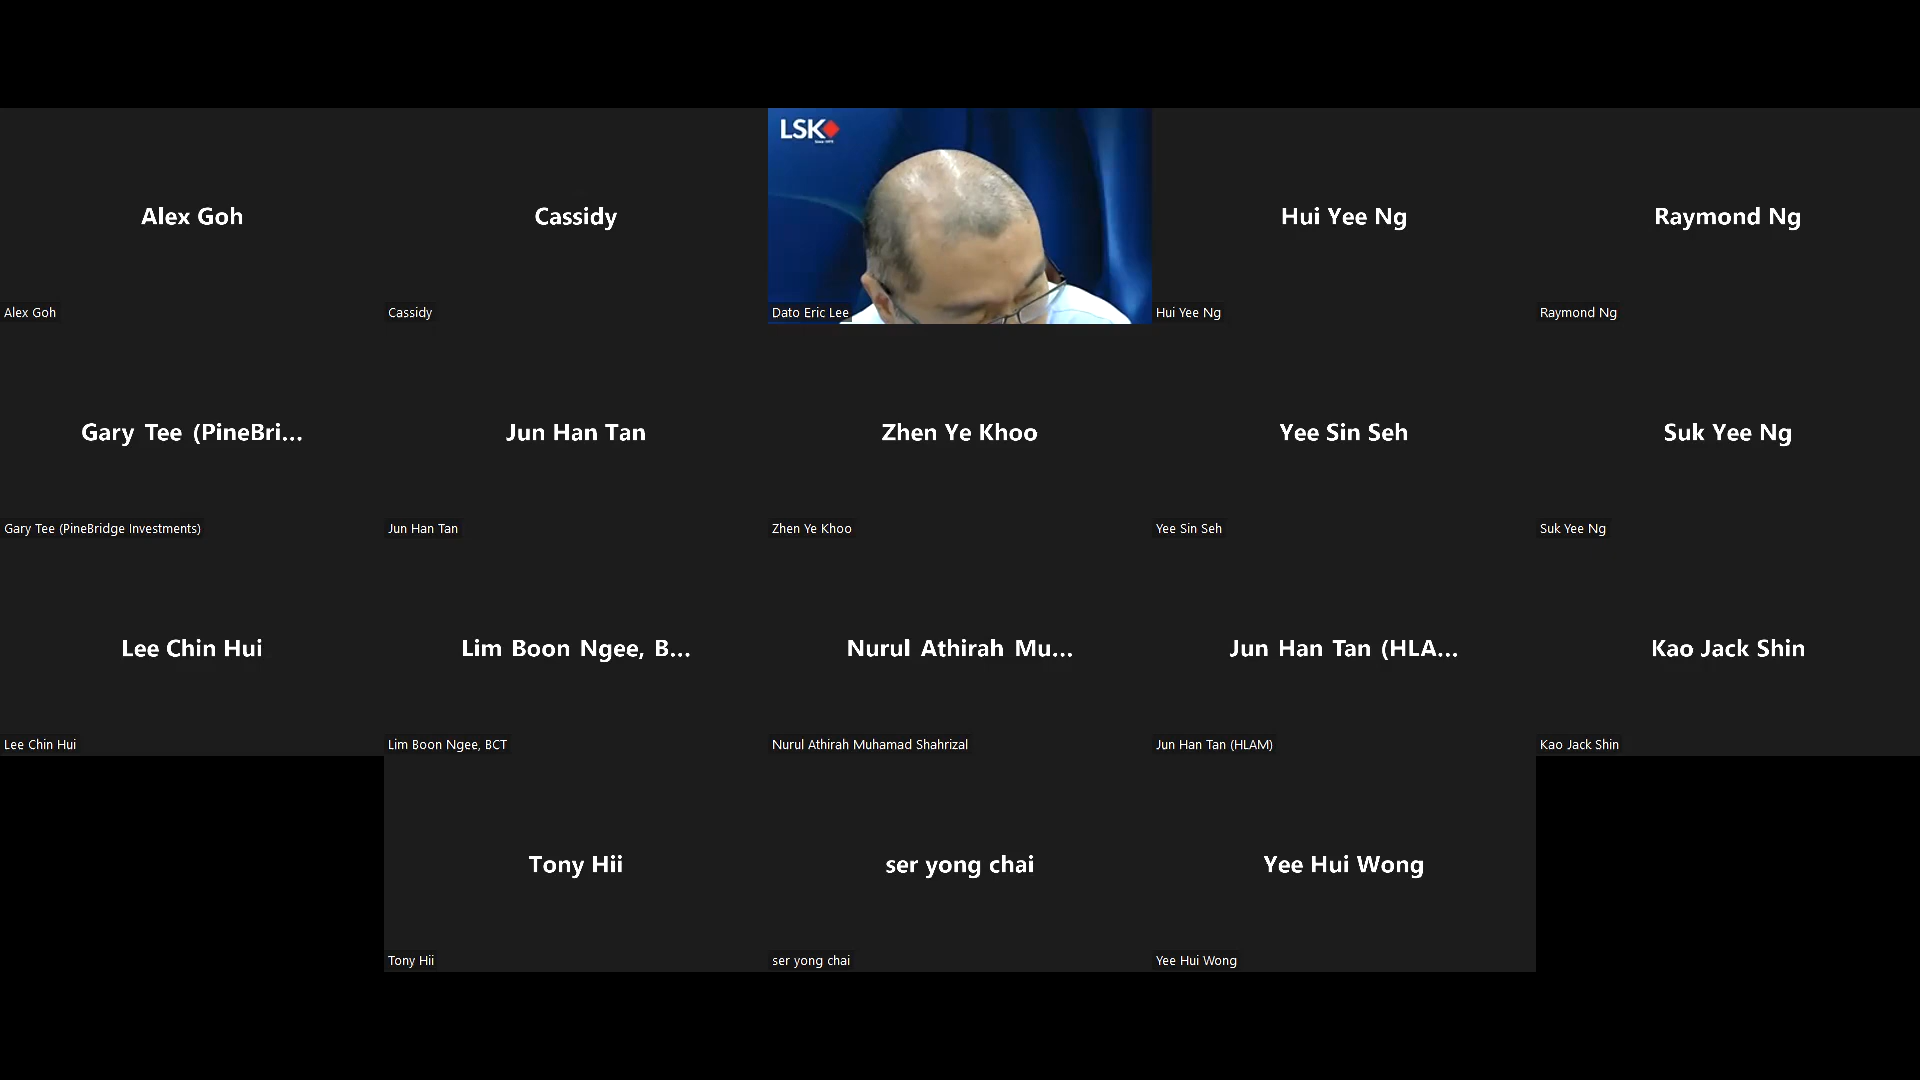 LSK
Alex Goh
Cassidy
Hui Yee Ng
Raymond Ng
Alex Goh
Cassidy
Dato Eric Lee
Hui Yee Ng
Raymond Ng
Gary Tee (PineBri...
Jun Han Tan
Zhen Ye Khoo
Yee Sin Seh
Suk Yee Ng
Gary Tee (PineBridge Investments)
Jun Han Tan
Zhen Ye Khoo
Yee Sin Seh
Suk Yee Ng
Lee Chin Hui
Lim Boon Ngee, B...
Nurul Athirah Mu...
Jun Han Tan (HLA...
Kao Jack Shin
Lee Chin Hui
Lim Boon Ngee, BCT
Nurul Athirah Muhamad Shahrizal
Jun Han Tan (HLAM)
Kao Jack Shin
Tony Hii
ser yong chai
Yee Hui Wong
Tony Hii
ser yong chai
Yee Hui Wong